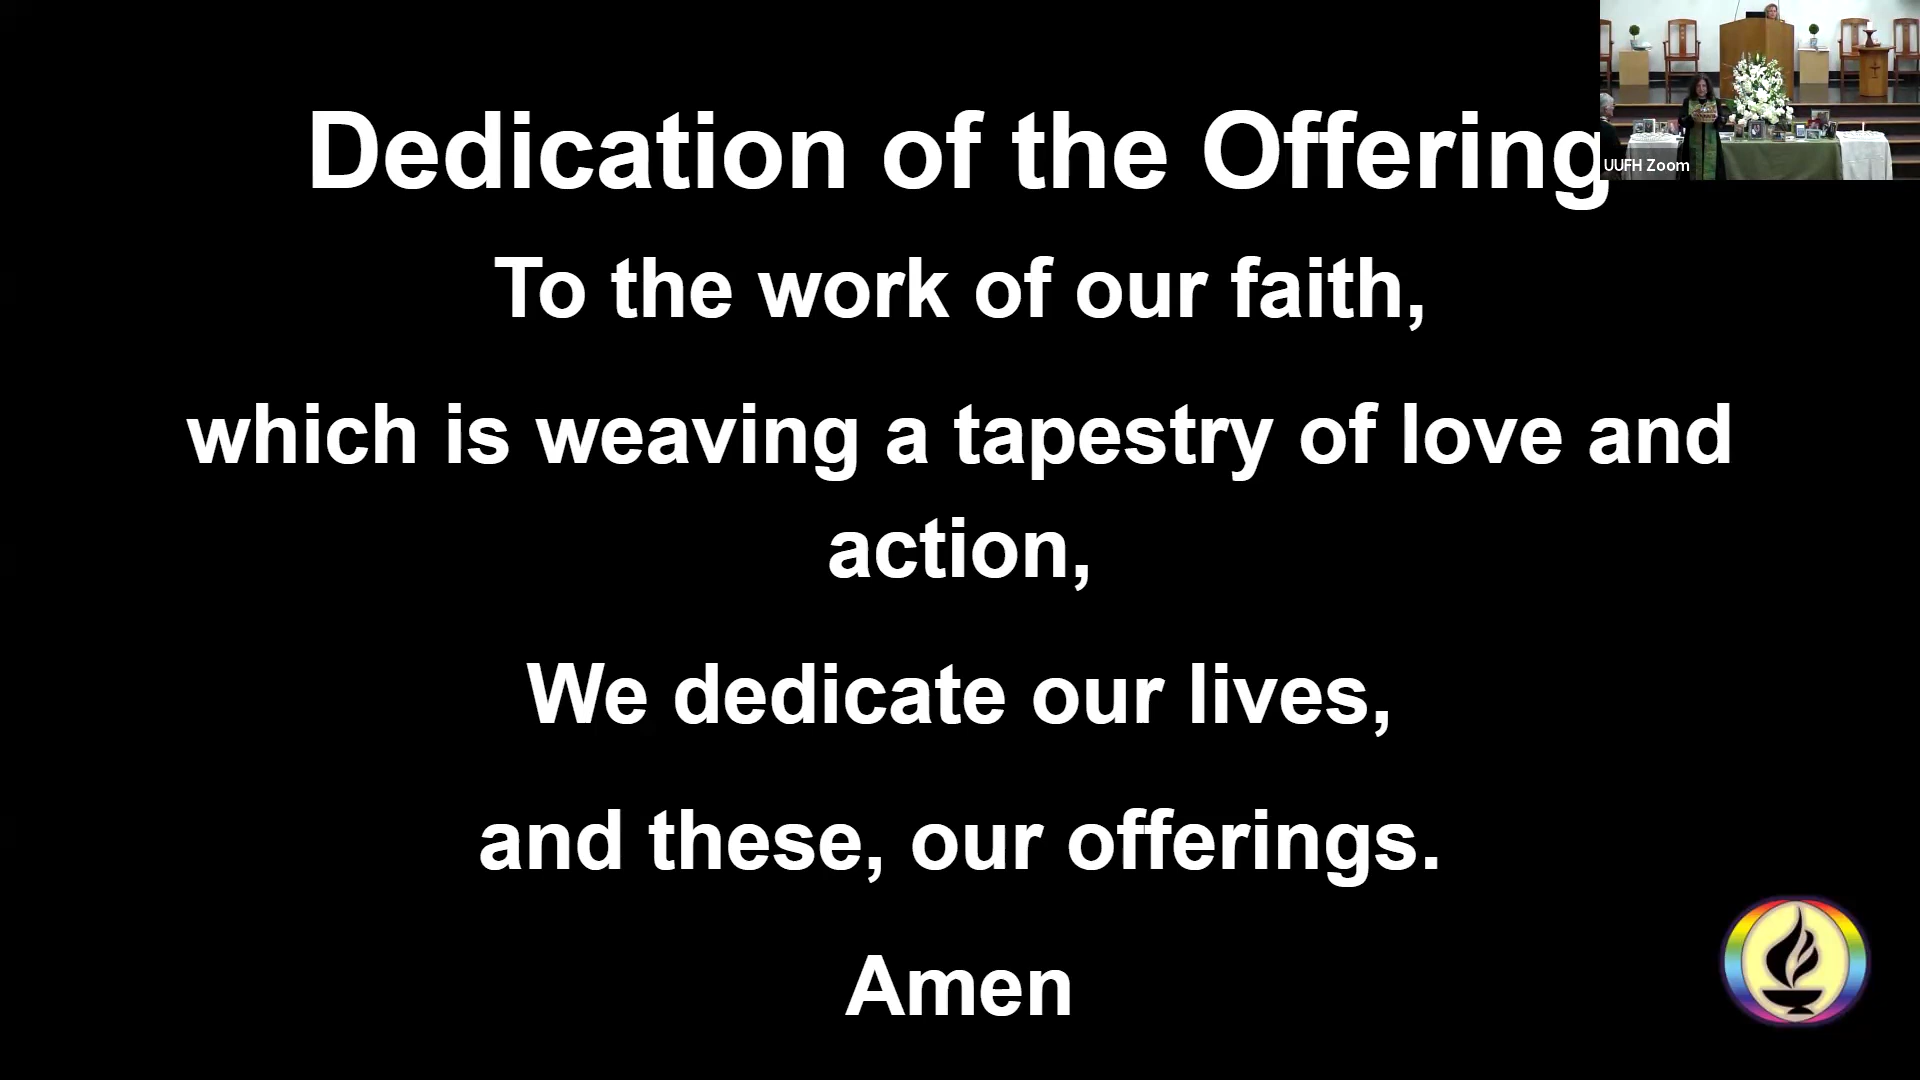 Dedication of the Offering
UUFH Zoom
To the work of our faith,
which is weaving a tapestry of love and
action,
We dedicate our lives,
and these, our offerings.
Amen